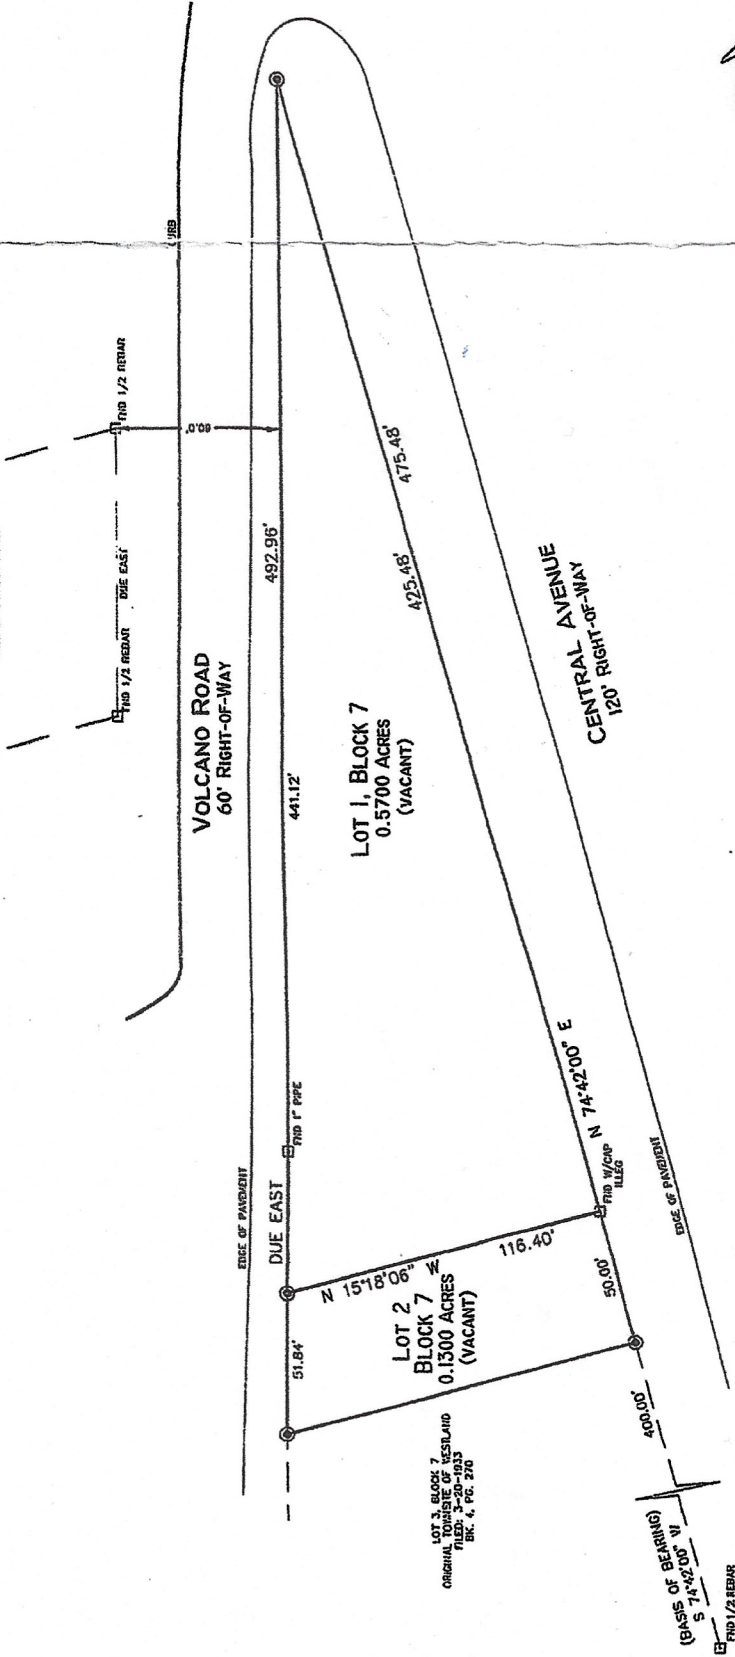 CURB
FND 1/2 REBAR
60.0'
DUE EAST
FND 1/2 REBAR
VOLCANO ROAD
60' RIGHT-OF-WAY
492.96'
441.12'
475.48'
425.48'
LOT 1, BLOCK 7
0.5700 ACRES
(VACANT)
CENTRAL AVENUE
120' RIGHT-OF-WAY
N 74°42'00" E
FND 1" PIPE
EDGE OF PAVEMENT
DUE EAST
FND W/CAP
ILLEG
EDGE OF PAVEMENT
N 15°18'06" W
116.40'
51.84'
LOT 2
BLOCK 7
0.1300 ACRES
(VACANT)
50.00'
400.00'
LOT 3, BLOCK 7
ORIGINAL TOWNSITE OF WESTLAND
FILED: 3-20-1933
BK. 4, PG. 270
(BASIS OF BEARING)
S 74°42'00" W
FND 1/2 REBAR